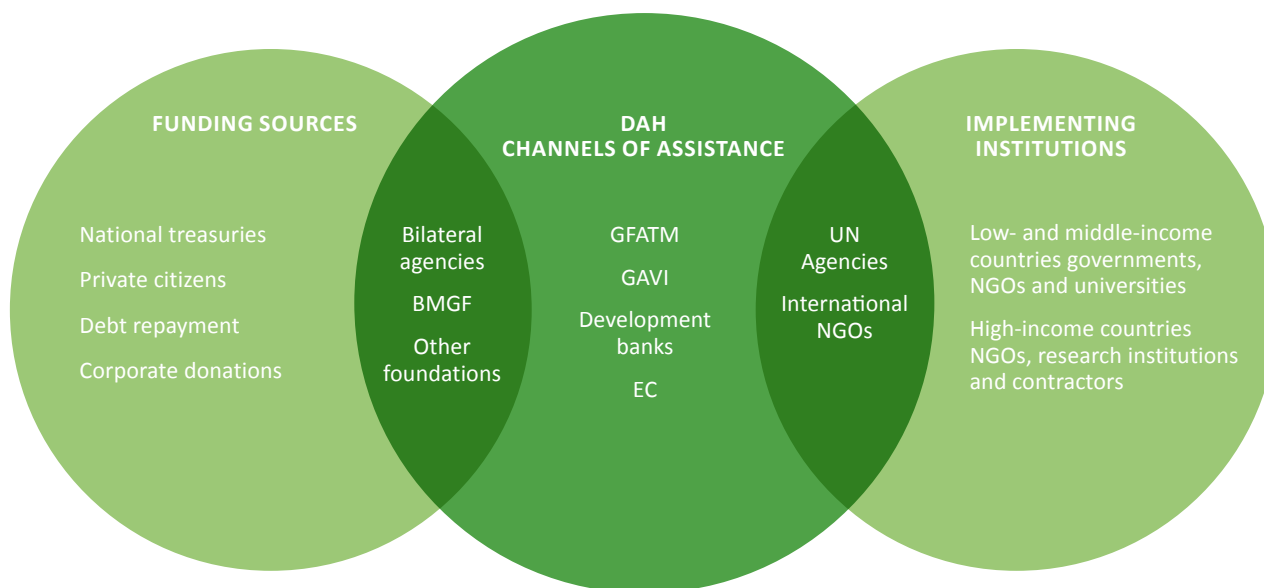 FUNDING SOURCES
National treasuries
Private citizens
Debt repayment
Corporate donations
Bilateral
agencies
BMGF
Other
foundations
DAH
CHANNELS OF ASSISTANCE
GFATM
GAVI
Development
banks
EC
UN
Agencies
International
NGOs
IMPLEMENTING
INSTITUTIONS
Low- and middle-income
countries governments,
NGOs and universities
High-income countries
NGOs, research institutions
and contractors